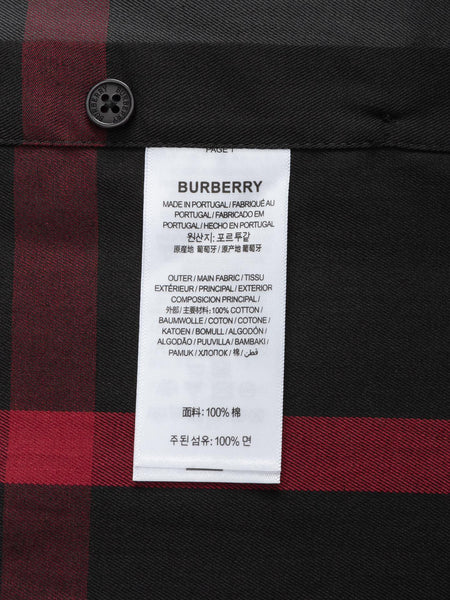 BURBERRY
BURBERRY
PAGE 1
BURBERRY
MADE IN PORTUGAL / FABRIQUÉ AU
PORTUGAL / FABRICADO EM
PORTUGAL / HECHO EN PORTUGAL
원산지: 포르투갈
原産地 葡萄牙 / 原产地 葡萄牙
OUTER / MAIN FABRIC / TISSU
EXTÉRIEUR / PRINCIPAL / EXTERIOR
COMPOSICION PRINCIPAL /
外部 / 主要材料: 100% COTTON /
BAUMWOLLE / COTON / COTONE /
KATOEN / BOMULL / ALGODÓN /
ALGODÃO / PUUVILLA / BAMBAKI /
PAMUK / ХЛОПОК / 棉 / قطن /
面料: 100% 棉
주된 섬유: 100% 면